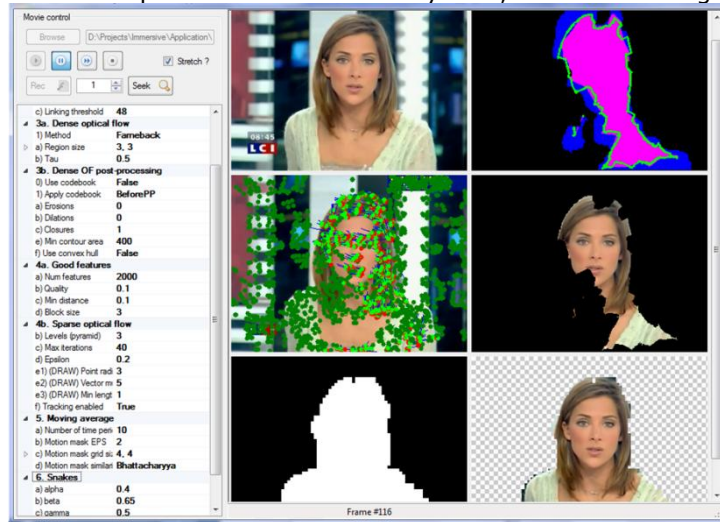 Movie control
Browse D:\Projects\Immersive\Application\
Stretch ?
Rec 1 Seek
c) Linking threshold 48
3a. Dense optical flow
1) Method Farneback
a) Region size 3, 3
b) Tau 0.5
3b. Dense OF post-processing
0) Use codebook False
1) Apply codebook BeforePP
a) Erosions 0
b) Dilations 0
c) Closures 1
e) Min contour area 400
f) Use convex hull False
4a. Good features
a) Num features 2000
b) Quality 0.1
c) Min distance 0.1
d) Block size 3
4b. Sparse optical flow
b) Levels (pyramid) 3
c) Max iterations 40
d) Epsilon 0.2
e1) (DRAW) Point radi 3
e2) (DRAW) Vector m 5
e3) (DRAW) Min lengt 1
f) Tracking enabled True
5. Moving average
a) Number of time peri 10
b) Motion mask EPS 2
c) Motion mask grid si 4, 4
d) Motion mask similari Bhattacharyya
6. Snakes
a) alpha 0.4
b) beta 0.65
c) gamma 0.5
08:45
LCI
Frame #116